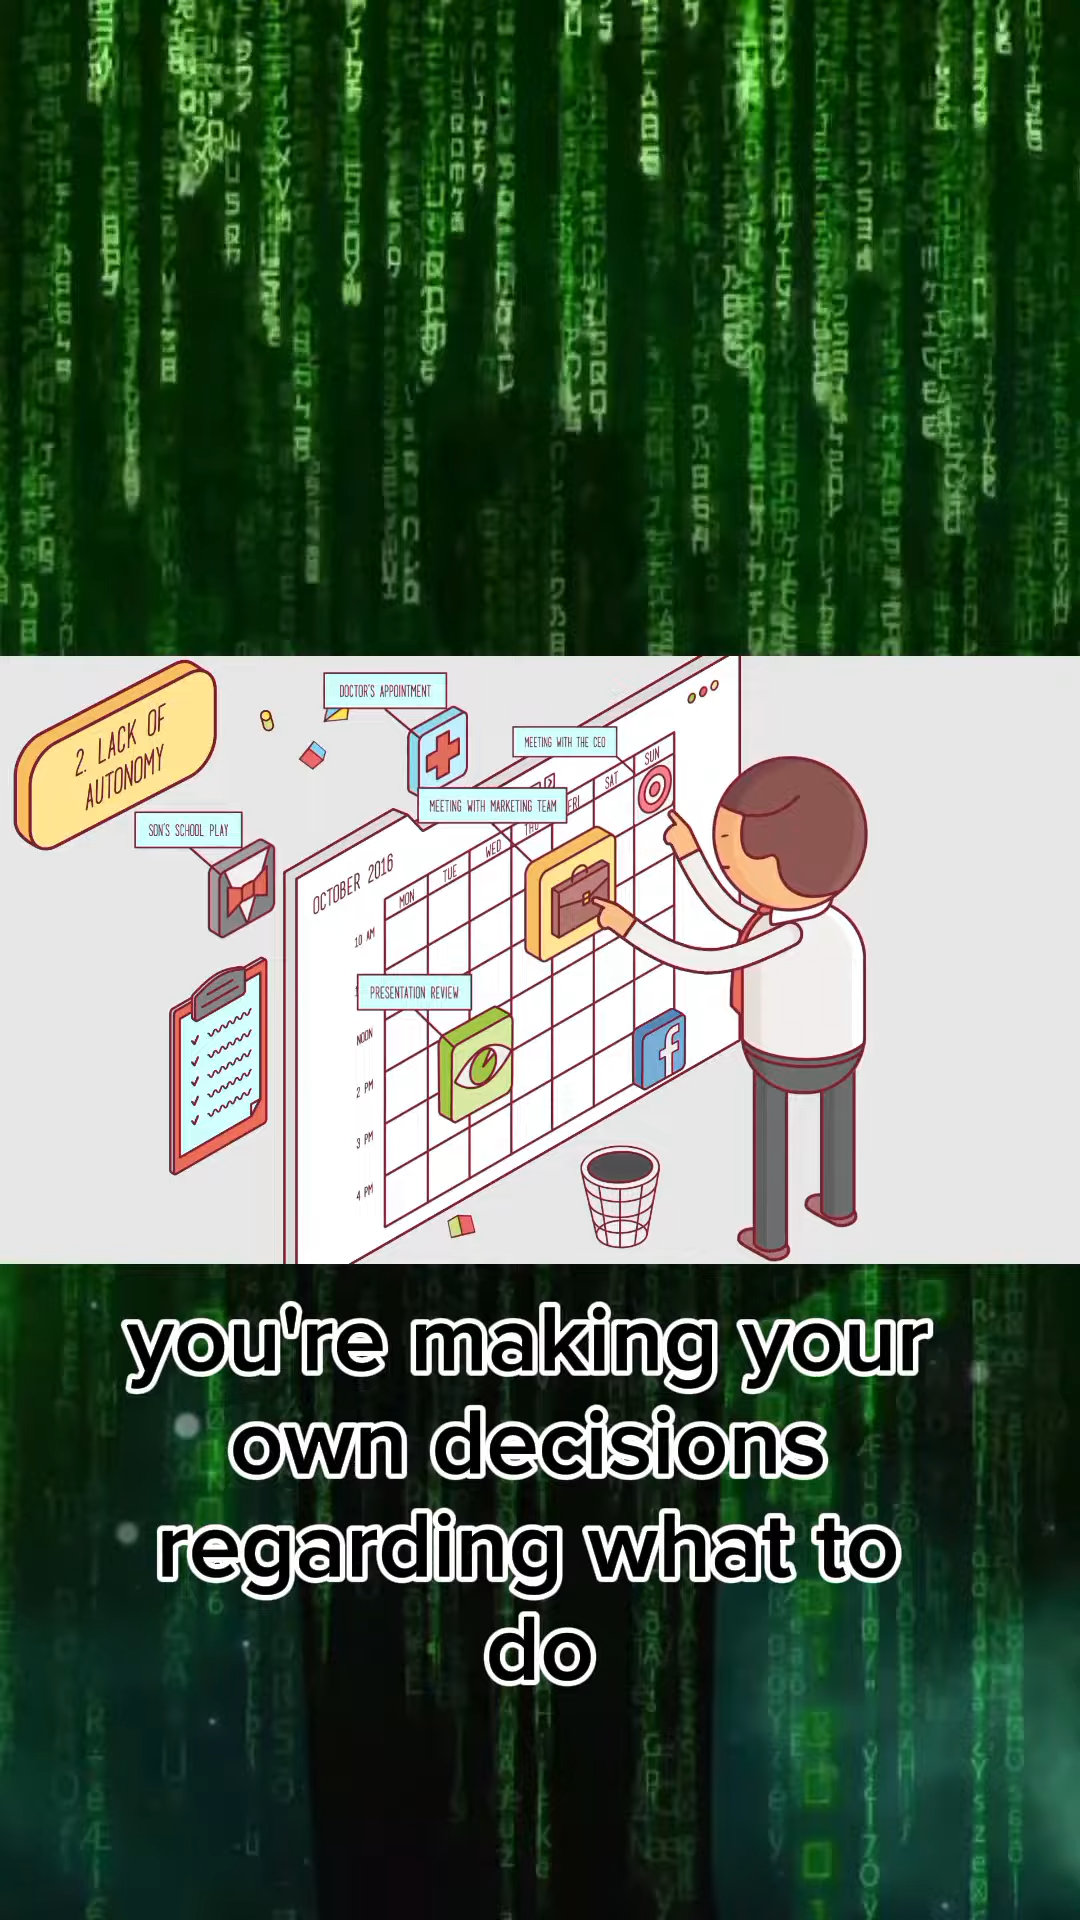 2. LACK OF
AUTONOMY
DOCTOR'S APPOINTMENT
MEETING WITH THE CEO
MEETING WITH MARKETING TEAM
SON'S SCHOOL PLAY
OCTOBER 2016
MON
TUE
WED
THU
FRI
SAT
SUN
10 AM
PRESENTATION REVIEW
NOON
2 PM
3 PM
4 PM
you're making your
own decisions
regarding what to
do